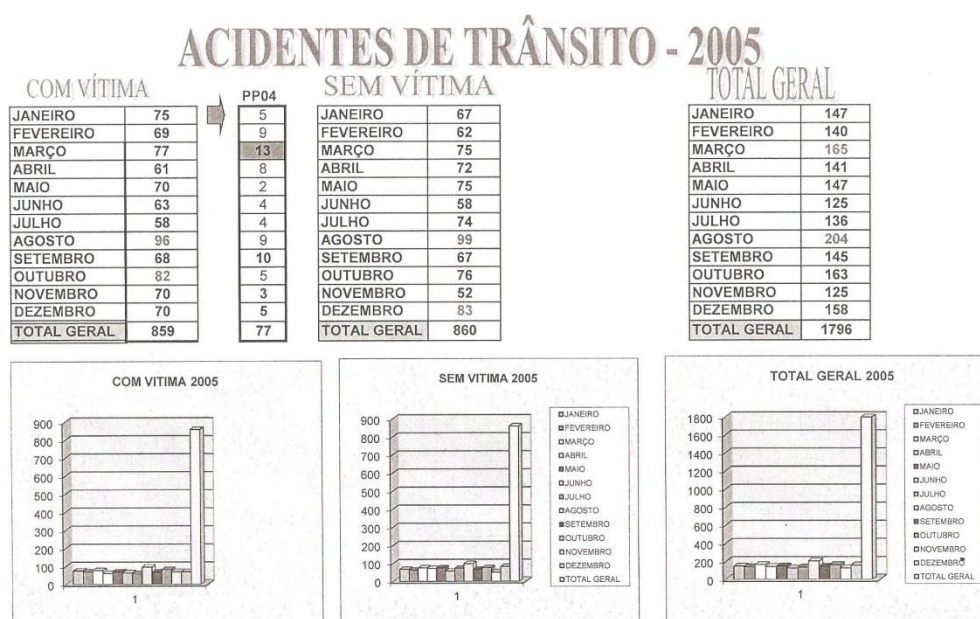 ACIDENTES DE TRÂNSITO - 2005
COM VÍTIMA
JANEIRO 75
FEVEREIRO 69
MARÇO 77
ABRIL 61
MAIO 70
JUNHO 63
JULHO 58
AGOSTO 96
SETEMBRO 68
OUTUBRO 82
NOVEMBRO 70
DEZEMBRO 70
TOTAL GERAL 859
PP04
5
9
13
8
2
4
4
9
10
5
3
5
77
SEM VÍTIMA
JANEIRO 67
FEVEREIRO 62
MARÇO 75
ABRIL 72
MAIO 75
JUNHO 58
JULHO 74
AGOSTO 99
SETEMBRO 67
OUTUBRO 76
NOVEMBRO 52
DEZEMBRO 83
TOTAL GERAL 860
TOTAL GERAL
JANEIRO 147
FEVEREIRO 140
MARÇO 165
ABRIL 141
MAIO 147
JUNHO 125
JULHO 136
AGOSTO 204
SETEMBRO 145
OUTUBRO 163
NOVEMBRO 125
DEZEMBRO 158
TOTAL GERAL 1796
COM VITIMA 2005
900
800
700
600
500
400
300
200
100
0
1
SEM VITIMA 2005
900
800
700
600
500
400
300
200
100
0
1
JANEIRO
FEVEREIRO
MARÇO
ABRIL
MAIO
JUNHO
JULHO
AGOSTO
SETEMBRO
OUTUBRO
NOVEMBRO
DEZEMBRO
TOTAL GERAL
TOTAL GERAL 2005
1800
1600
1400
1200
1000
800
600
400
200
0
1
JANEIRO
FEVEREIRO
MARÇO
ABRIL
MAIO
JUNHO
JULHO
AGOSTO
SETEMBRO
OUTUBRO
NOVEMBRO
DEZEMBRO
TOTAL GERAL